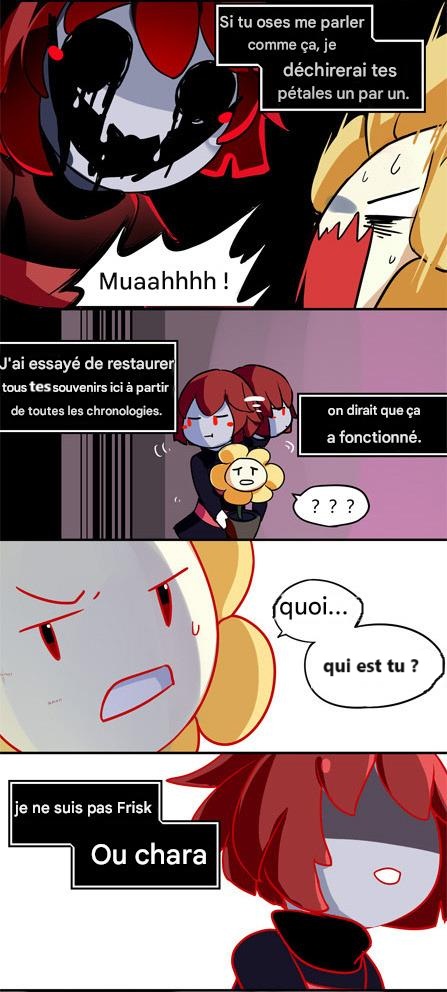 Si tu oses me parler
comme ça, je
déchirerai tes
pétales un par un.
Muaahhhh !
J'ai essayé de restaurer
tous tes souvenirs ici à partir
de toutes les chronologies.
on dirait que ça
a fonctionné.
? ? ?
quoi...
qui est tu ?
je ne suis pas Frisk
Ou chara